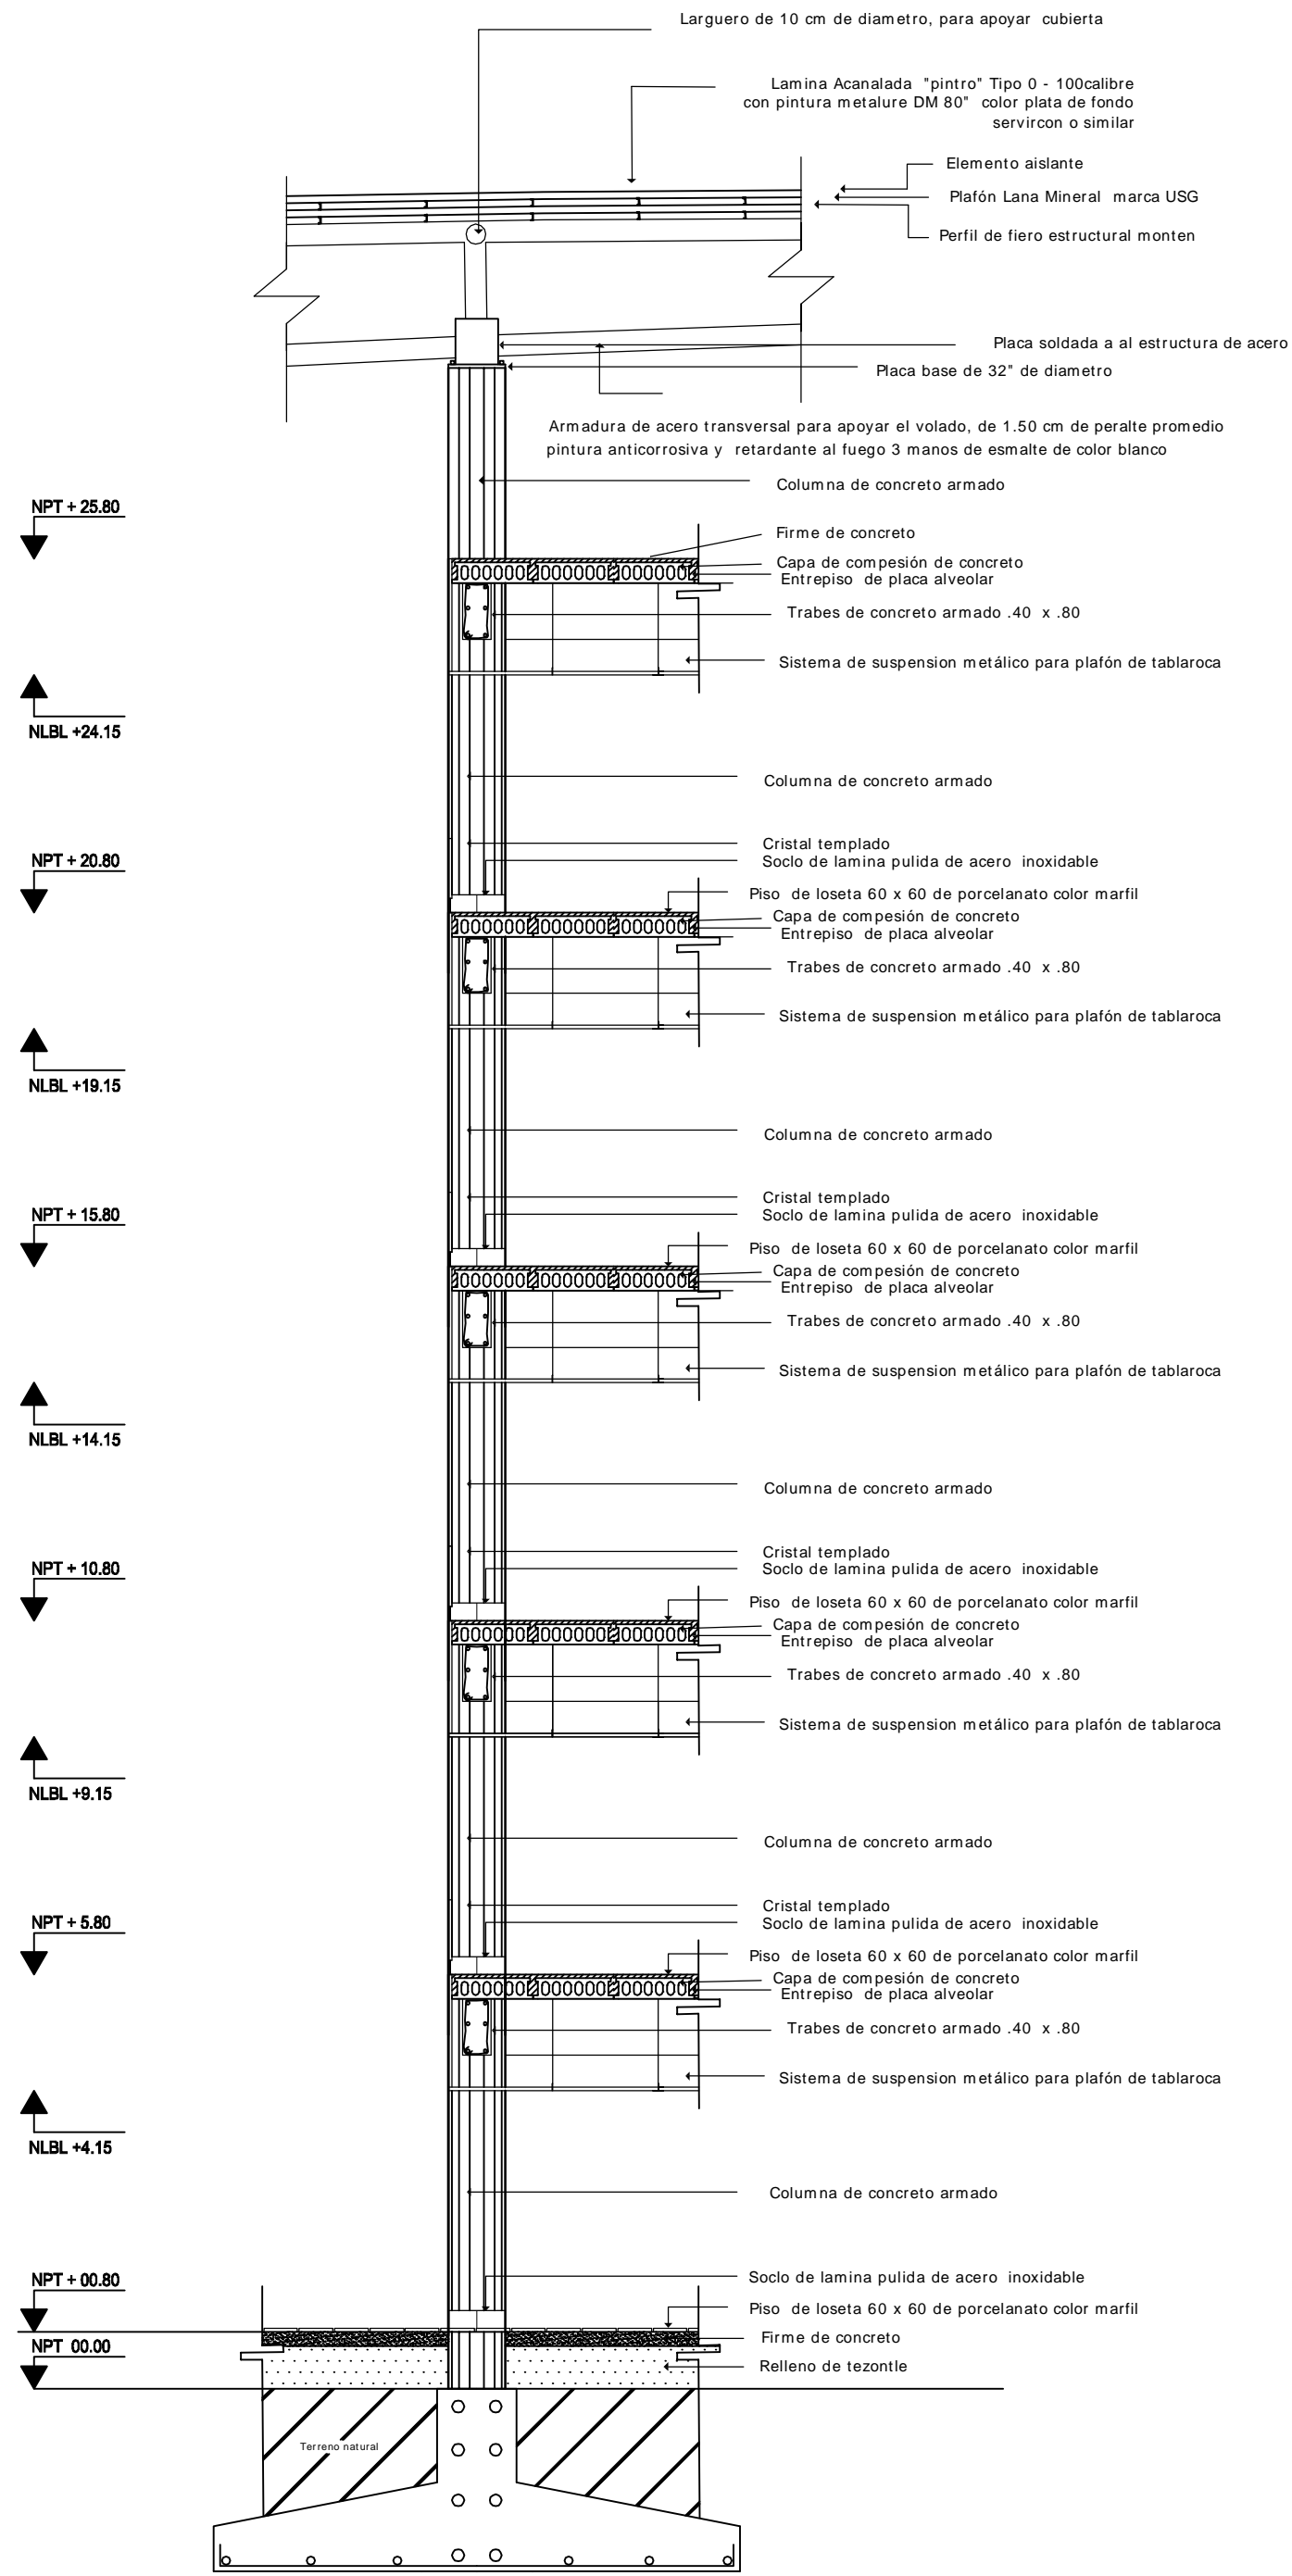 Larguero de 10 cm de diametro, para apoyar cubierta
Lamina Acanalada "pintro" Tipo 0 - 100calibre
con pintura metalure DM 80" color plata de fondo
servircon o similar
Elemento aislante
Plafón Lana Mineral marca USG
Perfil de fiero estructural monten
Placa soldada a al estructura de acero
Placa base de 32" de diametro
Armadura de acero transversal para apoyar el volado, de 1.50 cm de peralte promedio
pintura anticorrosiva y retardante al fuego 3 manos de esmalte de color blanco
Columna de concreto armado
NPT + 25.80
Firme de concreto
Capa de compesión de concreto
Entrepiso de placa alveolar
Trabes de concreto armado .40 x .80
Sistema de suspension metálico para plafón de tablaroca
NLBL +24.15
Columna de concreto armado
Cristal templado
NPT + 20.80
Soclo de lamina pulida de acero inoxidable
Piso de loseta 60 x 60 de porcelanato color marfil
Capa de compesión de concreto
Entrepiso de placa alveolar
Trabes de concreto armado .40 x .80
Sistema de suspension metálico para plafón de tablaroca
NLBL +19.15
Columna de concreto armado
Cristal templado
NPT + 15.80
Soclo de lamina pulida de acero inoxidable
Piso de loseta 60 x 60 de porcelanato color marfil
Capa de compesión de concreto
Entrepiso de placa alveolar
Trabes de concreto armado .40 x .80
Sistema de suspension metálico para plafón de tablaroca
NLBL +14.15
Columna de concreto armado
Cristal templado
NPT + 10.80
Soclo de lamina pulida de acero inoxidable
Piso de loseta 60 x 60 de porcelanato color marfil
Capa de compesión de concreto
Entrepiso de placa alveolar
Trabes de concreto armado .40 x .80
Sistema de suspension metálico para plafón de tablaroca
NLBL +9.15
Columna de concreto armado
Cristal templado
NPT + 5.80
Soclo de lamina pulida de acero inoxidable
Piso de loseta 60 x 60 de porcelanato color marfil
Capa de compesión de concreto
Entrepiso de placa alveolar
Trabes de concreto armado .40 x .80
Sistema de suspension metálico para plafón de tablaroca
NLBL +4.15
Columna de concreto armado
NPT + 00.80
Soclo de lamina pulida de acero inoxidable
Piso de loseta 60 x 60 de porcelanato color marfil
Firme de concreto
NPT 00.00
Relleno de tezontle
Terreno natural